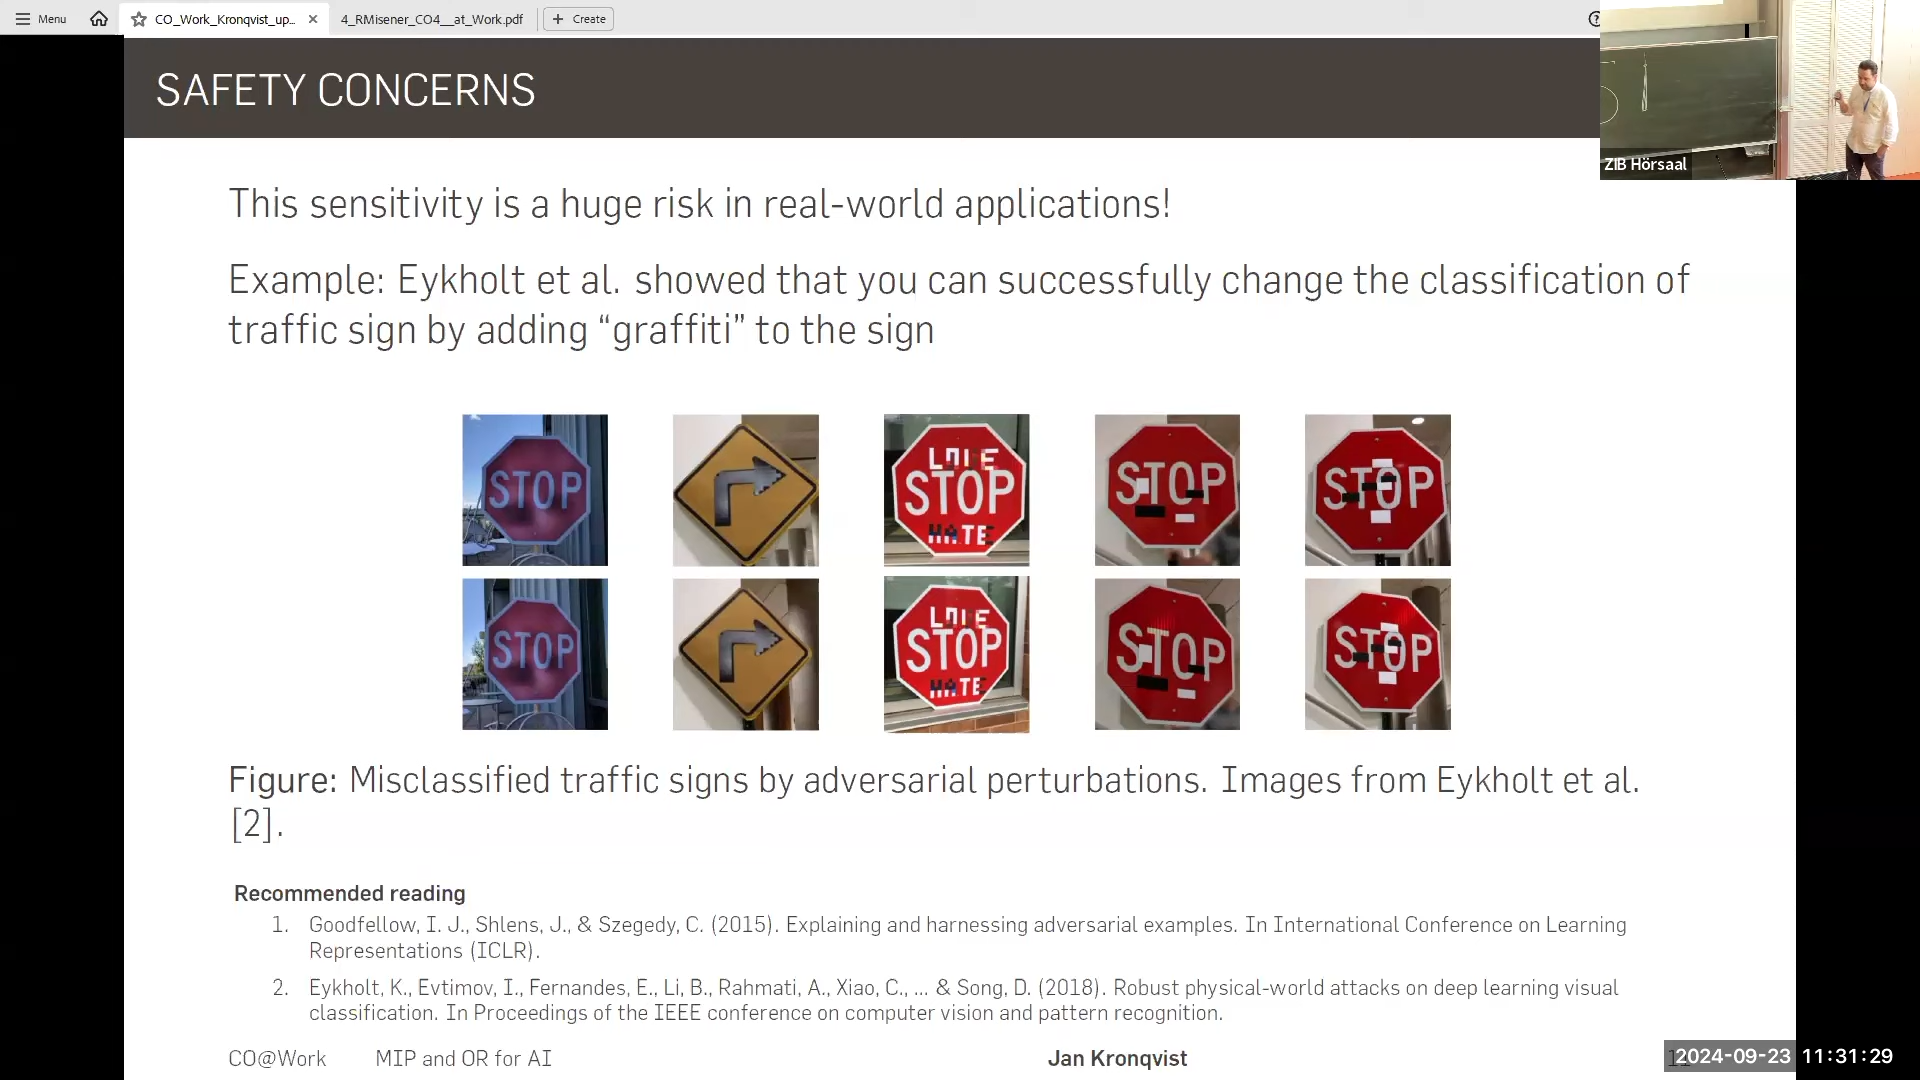 Menu
CO_Work_Kronqvist_up...
4_RMisener_CO4__at_Work.pdf
Create
ZIB Hörsaal
SAFETY CONCERNS
This sensitivity is a huge risk in real-world applications!
Example: Eykholt et al. showed that you can successfully change the classification of
traffic sign by adding “graffiti” to the sign
STOP
STOP
HATE
STOP
STOP
STOP
STOP
HATE
STOP
STOP
Figure: Misclassified traffic signs by adversarial perturbations. Images from Eykholt et al.
[2].
Recommended reading
1. Goodfellow, I. J., Shlens, J., & Szegedy, C. (2015). Explaining and harnessing adversarial examples. In International Conference on Learning
Representations (ICLR).
2. Eykholt, K., Evtimov, I., Fernandes, E., Li, B., Rahmati, A., Xiao, C., ... & Song, D. (2018). Robust physical-world attacks on deep learning visual
classification. In Proceedings of the IEEE conference on computer vision and pattern recognition.
CO@Work MIP and OR for AI Jan Kronqvist
2024-09-23 11:31:29